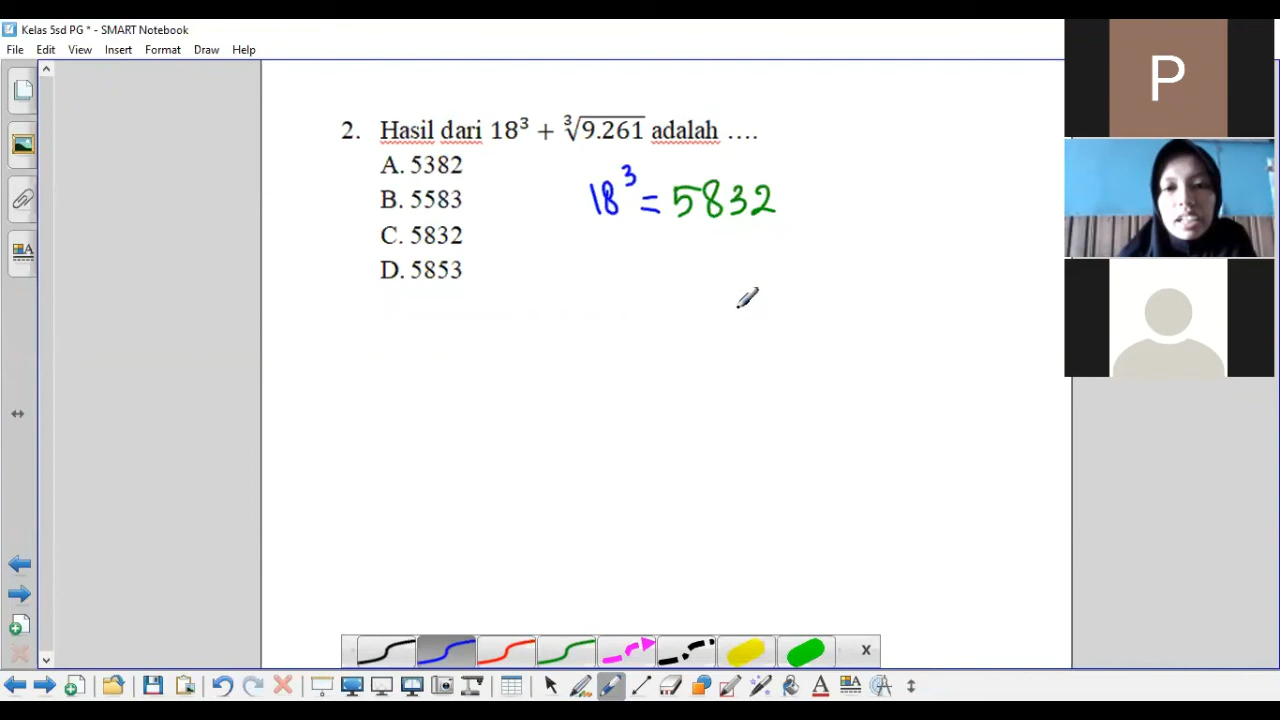 Kelas 5sd PG * - SMART Notebook
File Edit View Insert Format Draw Help
P
2. Hasil dari 18³ + ∛9.261 adalah ....
A. 5382
B. 5583
C. 5832
D. 5853
18³ = 5832
x